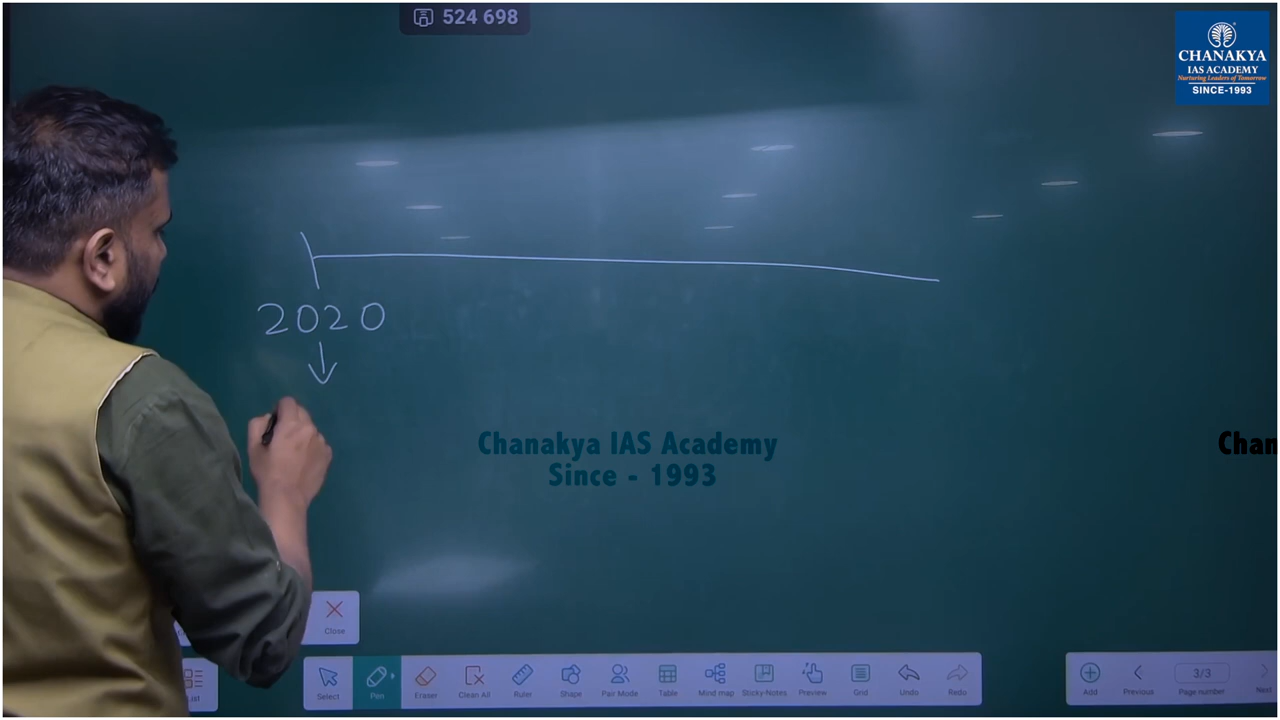 524 698
CHANAKYA
IAS ACADEMY
Nurturing Leaders of Tomorrow
SINCE-1993
2020
Chanakya IAS Academy
Since - 1993
Chan
Close
Select
Pen
Eraser
Clean All
Ruler
Shape
Pair Mode
Table
Mind map
Sticky-Notes
Preview
Grid
Undo
Redo
Add
Previous
3/3
Page number
Next